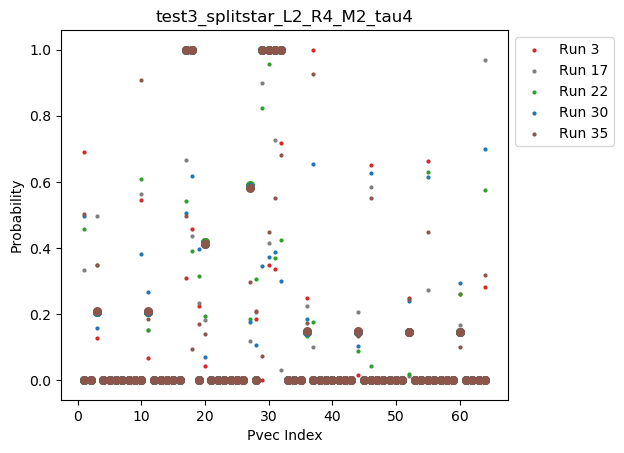 test3_splitstar_L2_R4_M2_tau4
1.0
0.8
0.6
0.4
0.2
0.0
Probability
0 10 20 30 40 50 60
Pvec Index
Run 3
Run 17
Run 22
Run 30
Run 35